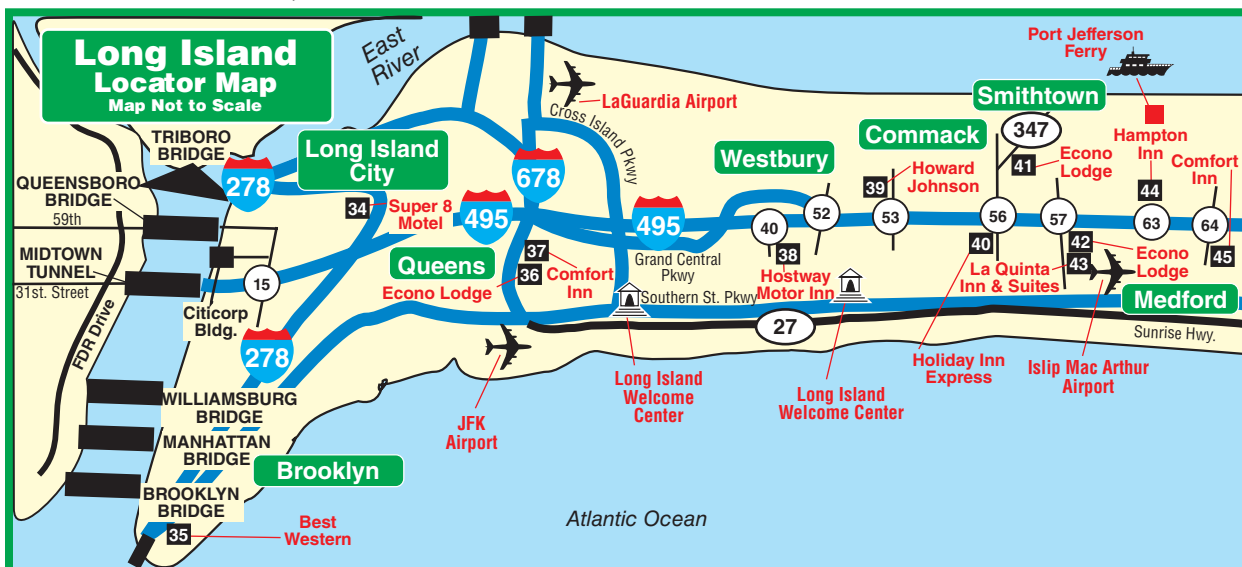 Long Island
Locator Map
Map Not to Scale
East
River
Port Jefferson
Ferry
LaGuardia Airport
Cross Island Pkwy
Smithtown
347
TRIBORO
BRIDGE
278
Long Island
City
678
Westbury
Commack
Howard
Johnson
39
41
Econo
Lodge
Hampton
Inn
44
Comfort
Inn
QUEENSBORO
BRIDGE
59th
34
Super 8
Motel
495
495
40
52
53
56
57
63
64
MIDTOWN
TUNNEL
31st. Street
15
Queens
37
36
Econo Lodge
Comfort
Inn
Grand Central
Pkwy
38
Hostway
Motor Inn
40
La Quinta
Inn & Suites
42
43
Econo
Lodge
45
Citicorp
Bldg.
FDR Drive
Southern St. Pkwy
27
Medford
Sunrise Hwy.
278
WILLIAMSBURG
BRIDGE
JFK
Airport
Long Island
Welcome
Center
Long Island
Welcome Center
Holiday Inn
Express
Islip Mac Arthur
Airport
MANHATTAN
BRIDGE
Brooklyn
BROOKLYN
BRIDGE
35
Best
Western
Atlantic Ocean